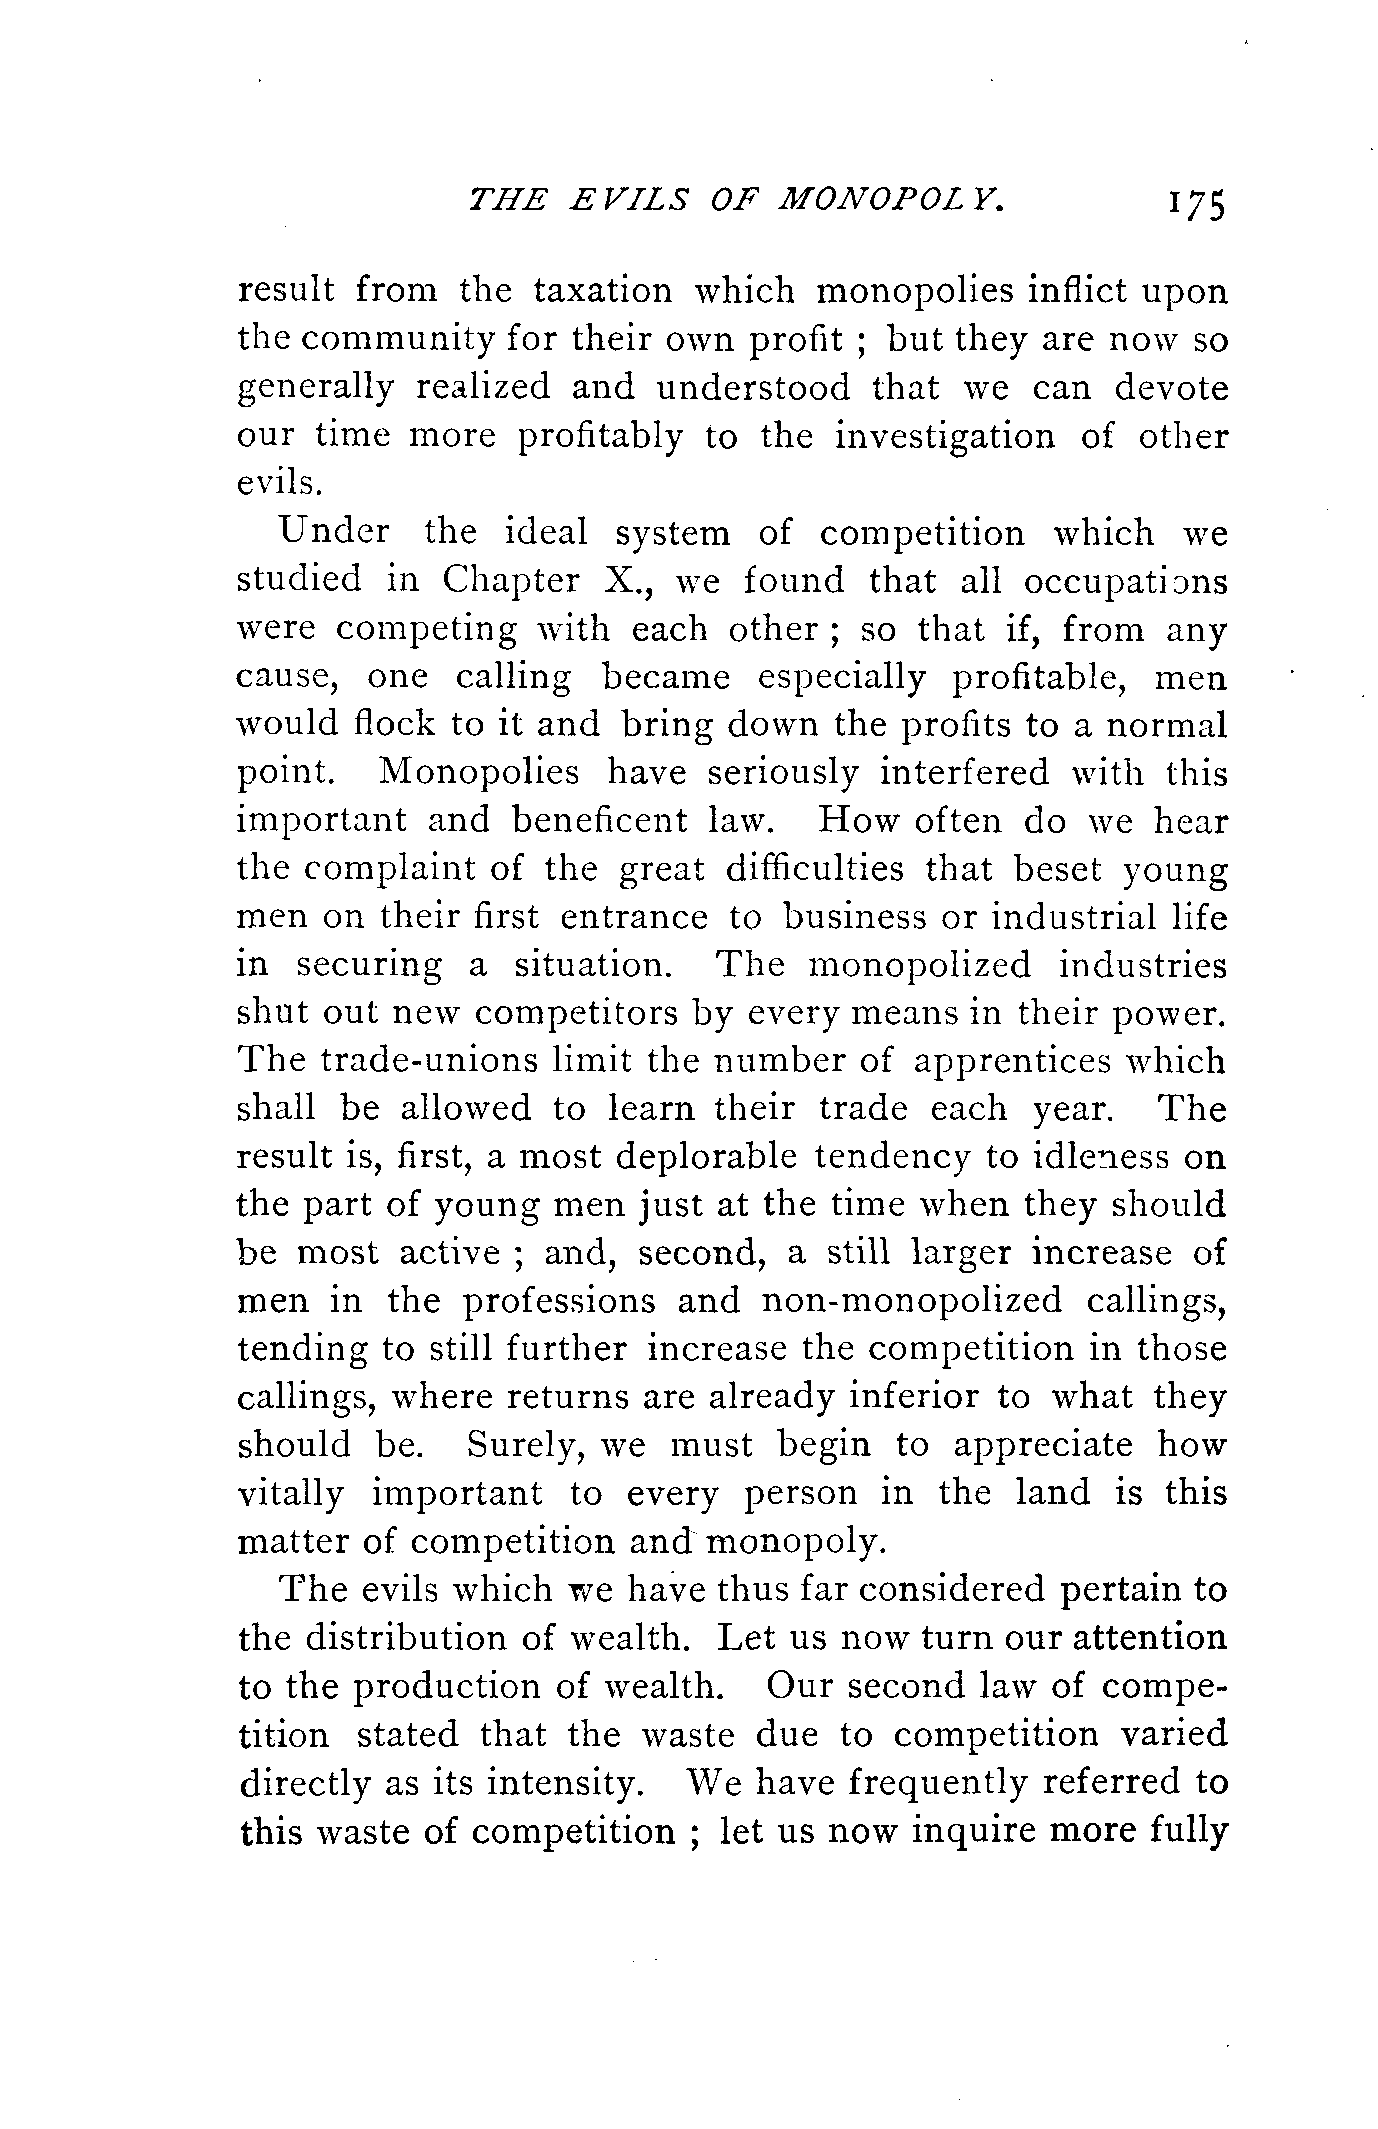 THE EVILS OF MONOPOLY. 175
result from the taxation which monopolies inflict upon
the community for their own profit ; but they are now so
generally realized and understood that we can devote
our time more profitably to the investigation of other
evils.
Under the ideal system of competition which we
studied in Chapter X., we found that all occupations
were competing with each other ; so that if, from any
cause, one calling became especially profitable, men
would flock to it and bring down the profits to a normal
point. Monopolies have seriously interfered with this
important and beneficent law. How often do we hear
the complaint of the great difficulties that beset young
men on their first entrance to business or industrial life
in securing a situation. The monopolized industries
shut out new competitors by every means in their power.
The trade-unions limit the number of apprentices which
shall be allowed to learn their trade each year. The
result is, first, a most deplorable tendency to idleness on
the part of young men just at the time when they should
be most active ; and, second, a still larger increase of
men in the professions and non-monopolized callings,
tending to still further increase the competition in those
callings, where returns are already inferior to what they
should be. Surely, we must begin to appreciate how
vitally important to every person in the land is this
matter of competition and monopoly.
The evils which we have thus far considered pertain to
the distribution of wealth. Let us now turn our attention
to the production of wealth. Our second law of compe-
tition stated that the waste due to competition varied
directly as its intensity. We have frequently referred to
this waste of competition ; let us now inquire more fully